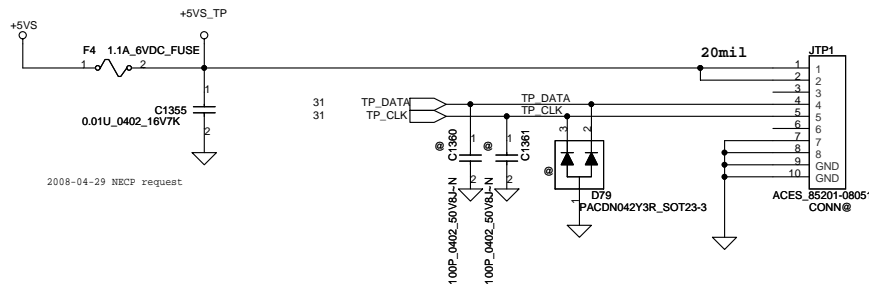 +5VS
+5VS_TP
F4 1.1A_6VDC_FUSE
1 2
1
C1355
0.01U_0402_16V7K
2
2008-04-29 NECP request
31 TP_DATA
31 TP_CLK
TP_DATA
TP_CLK
@
1
C1360
2
100P_0402_50V8J~N
@
1
C1361
2
100P_0402_50V8J~N
3 2
@
1
D79
PACDN042Y3R_SOT23-3
20mil
JTP1
1 1
2 2
3 3
4 4
5 5
6 6
7 7
8 8
9 GND
10 GND
ACES_85201-08051
CONN@